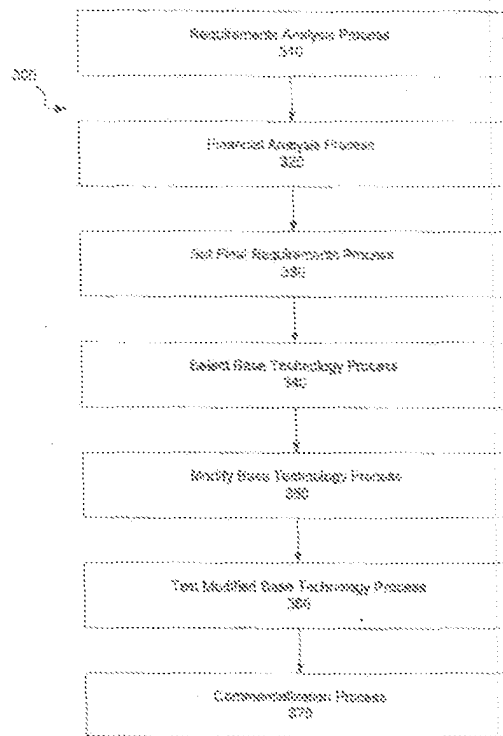 Requirements Analysis Process
310
300
Financial Analysis Process
320
Set Final Requirements Process
330
Select Base Technology Process
340
Modify Base Technology Process
350
Test Modified Base Technology Process
360
Commercialization Process
370